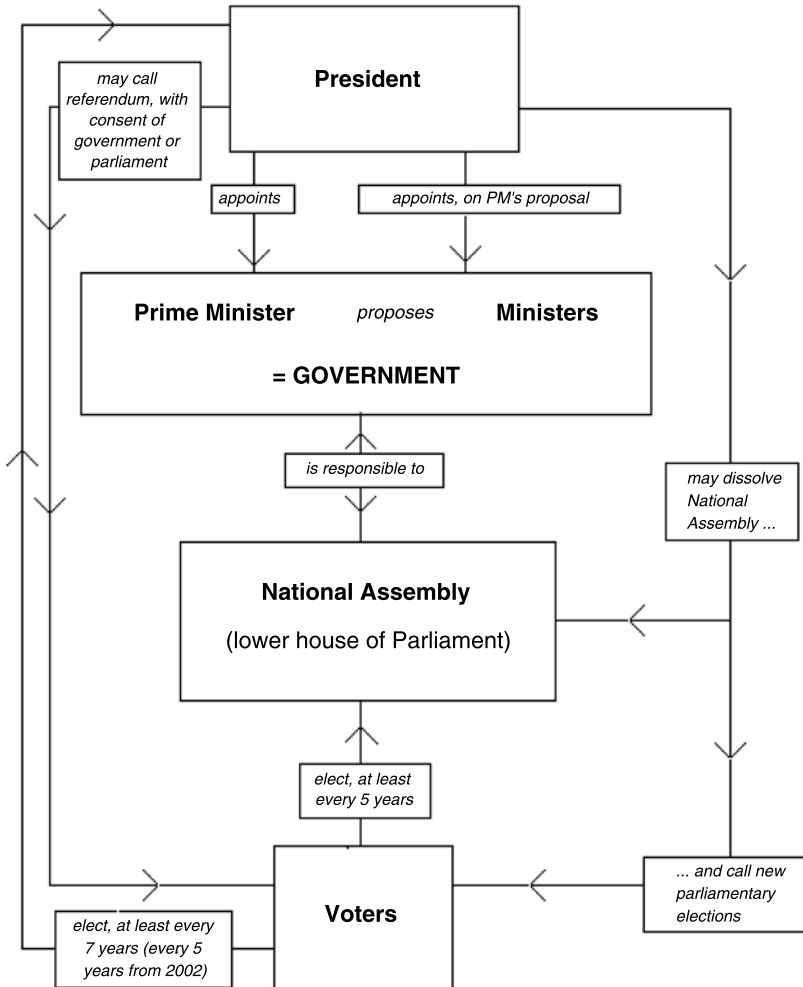 President
may call
referendum, with
consent of
government or
parliament
appoints
appoints, on PM's proposal
Prime Minister proposes Ministers
= GOVERNMENT
is responsible to
may dissolve
National
Assembly ...
National Assembly
(lower house of Parliament)
elect, at least
every 5 years
... and call new
parliamentary
elections
Voters
elect, at least every
7 years (every 5
years from 2002)